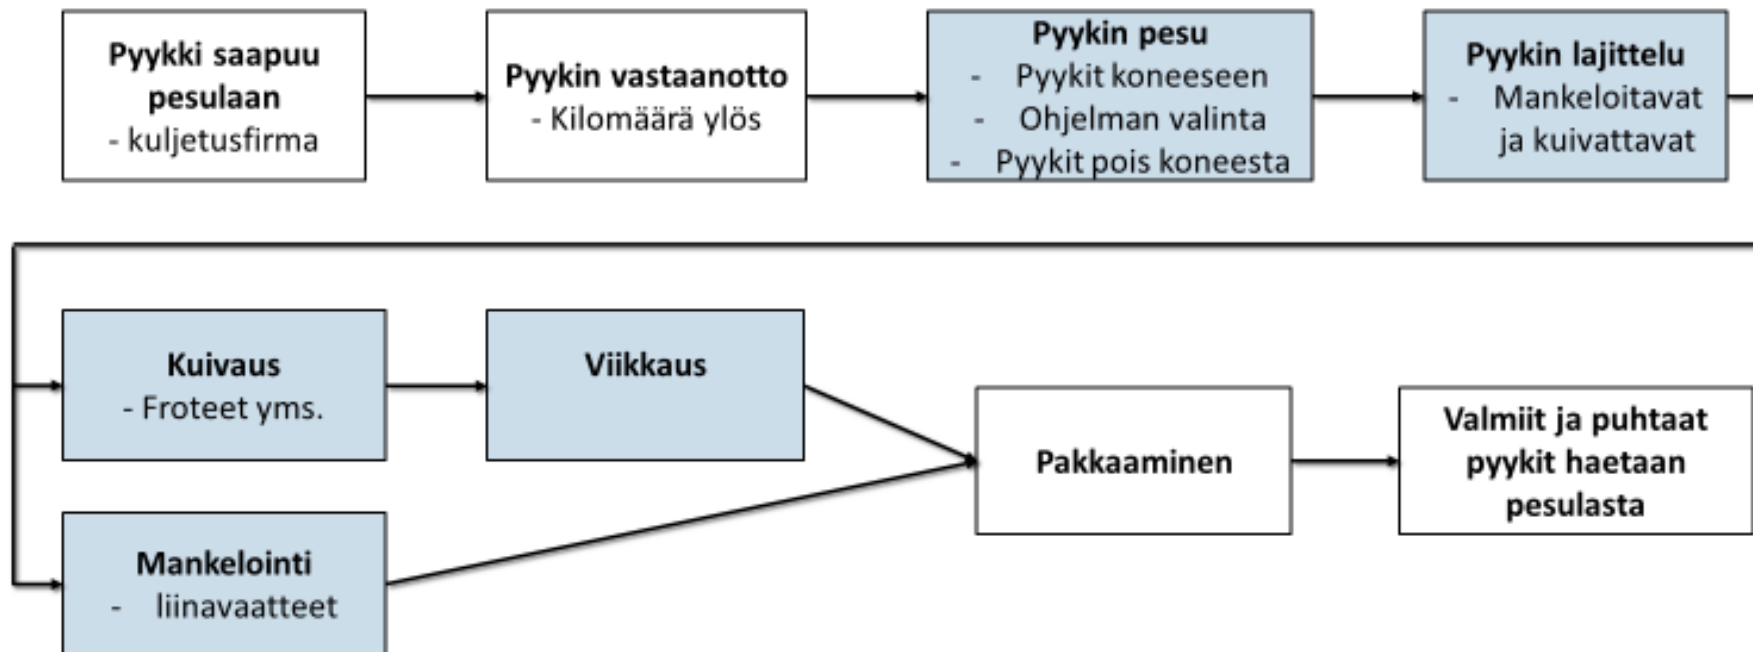 Pyykki saapuu
pesulaan
- kuljetusfirma
Pyykin vastaanotto
- Kilomäärä ylös
Pyykin pesu
- Pyykit koneeseen
- Ohjelman valinta
- Pyykit pois koneesta
Pyykin lajittelu
- Mankeloitavat
ja kuivattavat
Kuivaus
- Froteet yms.
Viikkaus
Mankelointi
- liinavaatteet
Pakkaaminen
Valmiit ja puhtaat
pyykit haetaan
pesulasta